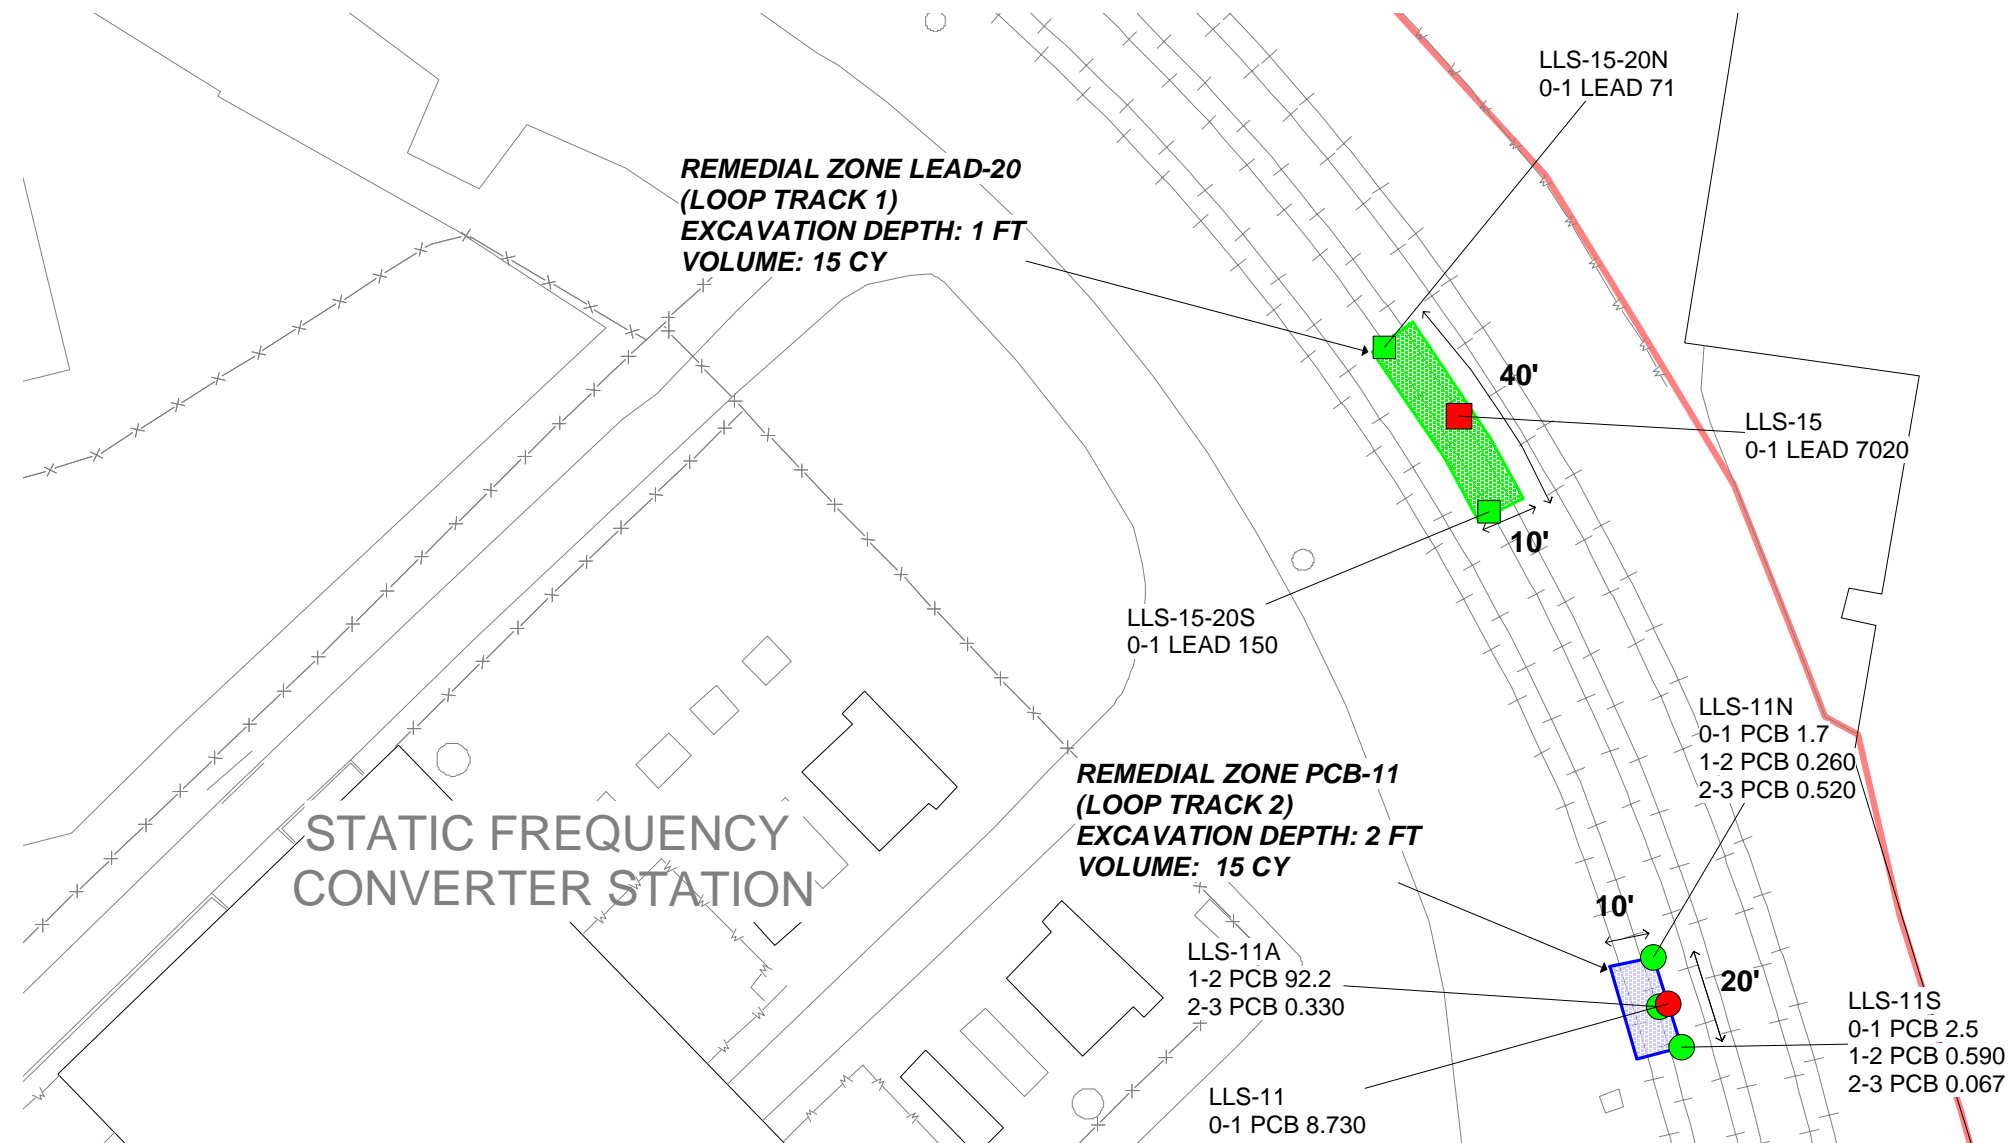 LLS-15-20N
0-1 LEAD 71
REMEDIAL ZONE LEAD-20
(LOOP TRACK 1)
EXCAVATION DEPTH: 1 FT
VOLUME: 15 CY
40'
LLS-15
0-1 LEAD 7020
10'
LLS-15-20S
0-1 LEAD 150
LLS-11N
0-1 PCB 1.7
1-2 PCB 0.260
2-3 PCB 0.520
REMEDIAL ZONE PCB-11
(LOOP TRACK 2)
EXCAVATION DEPTH: 2 FT
VOLUME: 15 CY
STATIC FREQUENCY
CONVERTER STATION
10'
LLS-11A
1-2 PCB 92.2
2-3 PCB 0.330
20'
LLS-11S
0-1 PCB 2.5
1-2 PCB 0.590
2-3 PCB 0.067
LLS-11
0-1 PCB 8.730